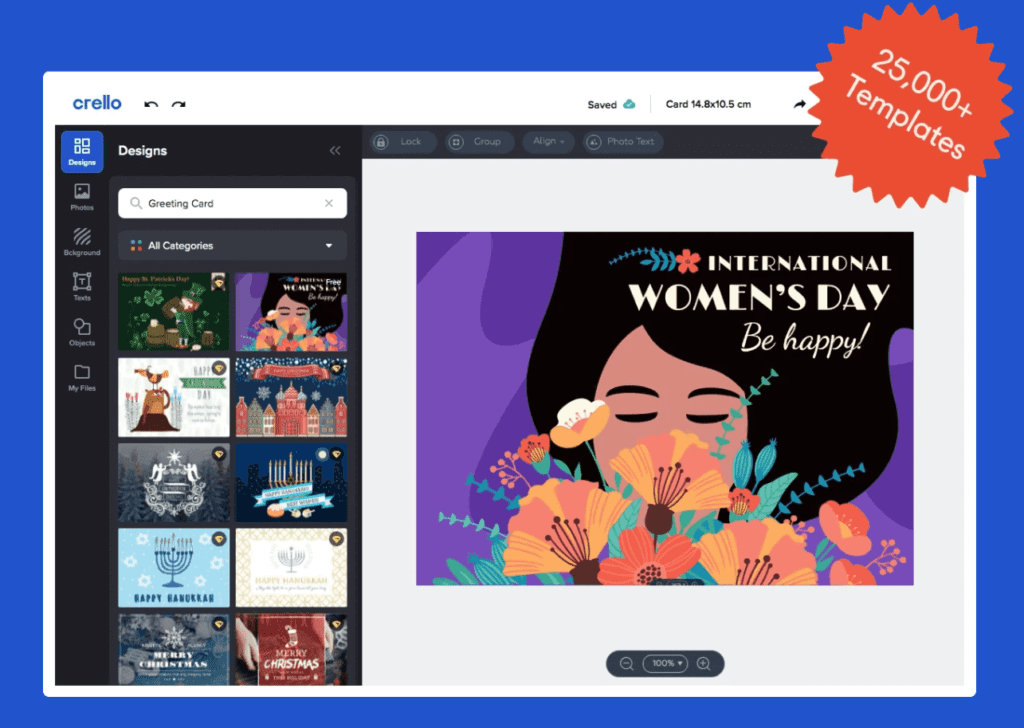 25,000+
Templates
crello
Saved
Card 14.8x10.5 cm
Designs
Photos
Bckground
Texts
Objects
My Files
Designs
Greeting Card
All Categories
Happy St. Patricks Day!
Free
INTERNATIONAL
WOMEN'S DAY
Be happy!
HAPPY
GROUNDHOG
DAY
HAPPY HANUKKAH
HAPPY HANUKKAH
HAPPY HANUKKAH
MERRY
CHRISTMAS
MERRY
CHRISTMAS
Lock
Group
Align
Photo Text
INTERNATIONAL
WOMEN'S DAY
Be happy!
100%